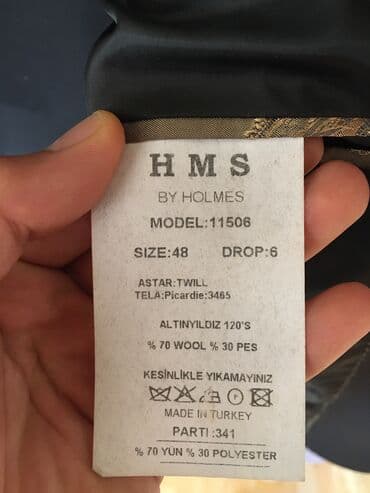 HMS
BY HOLMES
MODEL:11506
SIZE:48 DROP:6
ASTAR:TWILL
TELA:Picardie:3465
ALTINYILDIZ 120'S
% 70 WOOL % 30 PES
KESİNLİKLE YIKAMAYINIZ
MADE IN TURKEY
PARTI:341
% 70 YÜN % 30 POLYESTER